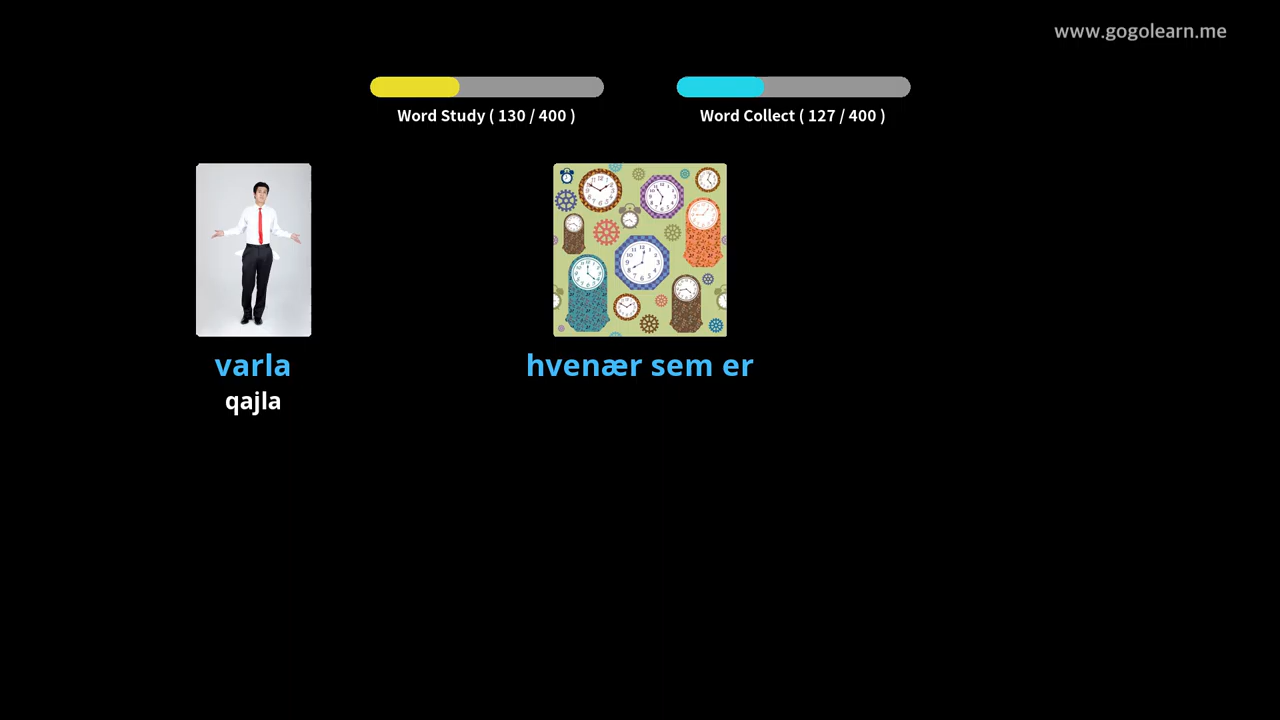 www.gogolearn.me
Word Study ( 130 / 400 )
Word Collect ( 127 / 400 )
varla
qajla
hvenær sem er